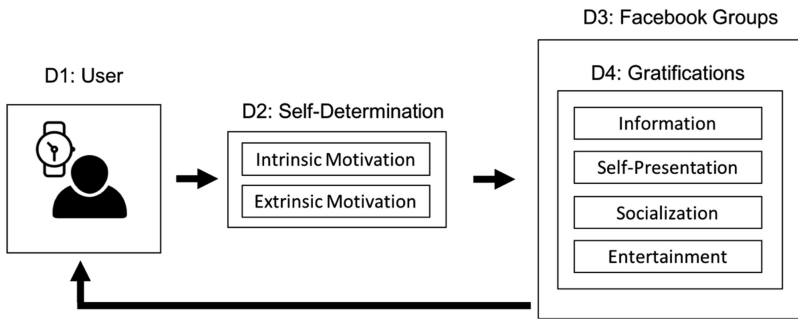 D3: Facebook Groups
D1: User
D4: Gratifications
D2: Self-Determination
Information
Intrinsic Motivation
Self-Presentation
Extrinsic Motivation
Socialization
Entertainment